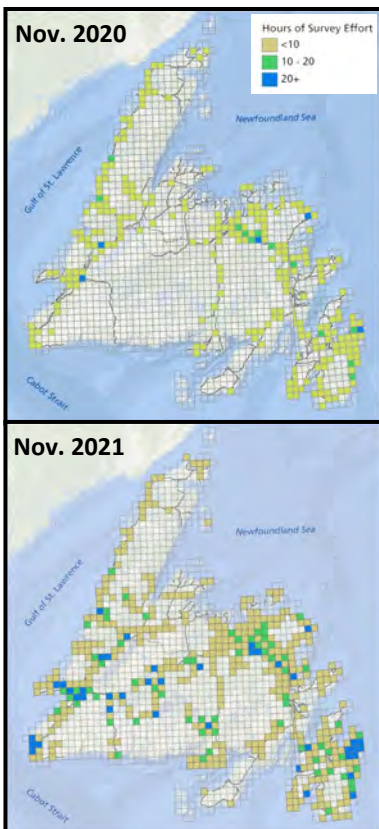 Nov. 2020
Hours of Survey Effort
<10
10 - 20
20+
Newfoundland Sea
Gulf of St. Lawrence
Cabot Strait
Nov. 2021
Newfoundland Sea
Gulf of St. Lawrence
Cabot Strait